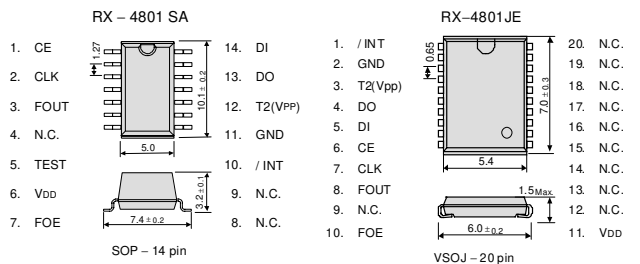 RX – 4801 SA
1. CE
2. CLK
3. FOUT
4. N.C.
5. TEST
6. VDD
7. FOE
1.27
10.1 ± 0.2
5.0
7.4 ± 0.2
3.2 ± 0.1
14. DI
13. DO
12. T2(VPP)
11. GND
10. / INT
9. N.C.
8. N.C.
SOP – 14 pin
RX–4801JE
1. / INT
2. GND
3. T2(Vpp)
4. DO
5. DI
6. CE
7. CLK
8. FOUT
9. N.C.
10. FOE
0.65
7.0 ± 0.3
5.4
1.5 Max.
6.0 ± 0.2
20. N.C.
19. N.C.
18. N.C.
17. N.C.
16. N.C.
15. N.C.
14. N.C.
13. N.C.
12. N.C.
11. VDD
VSOJ – 20 pin